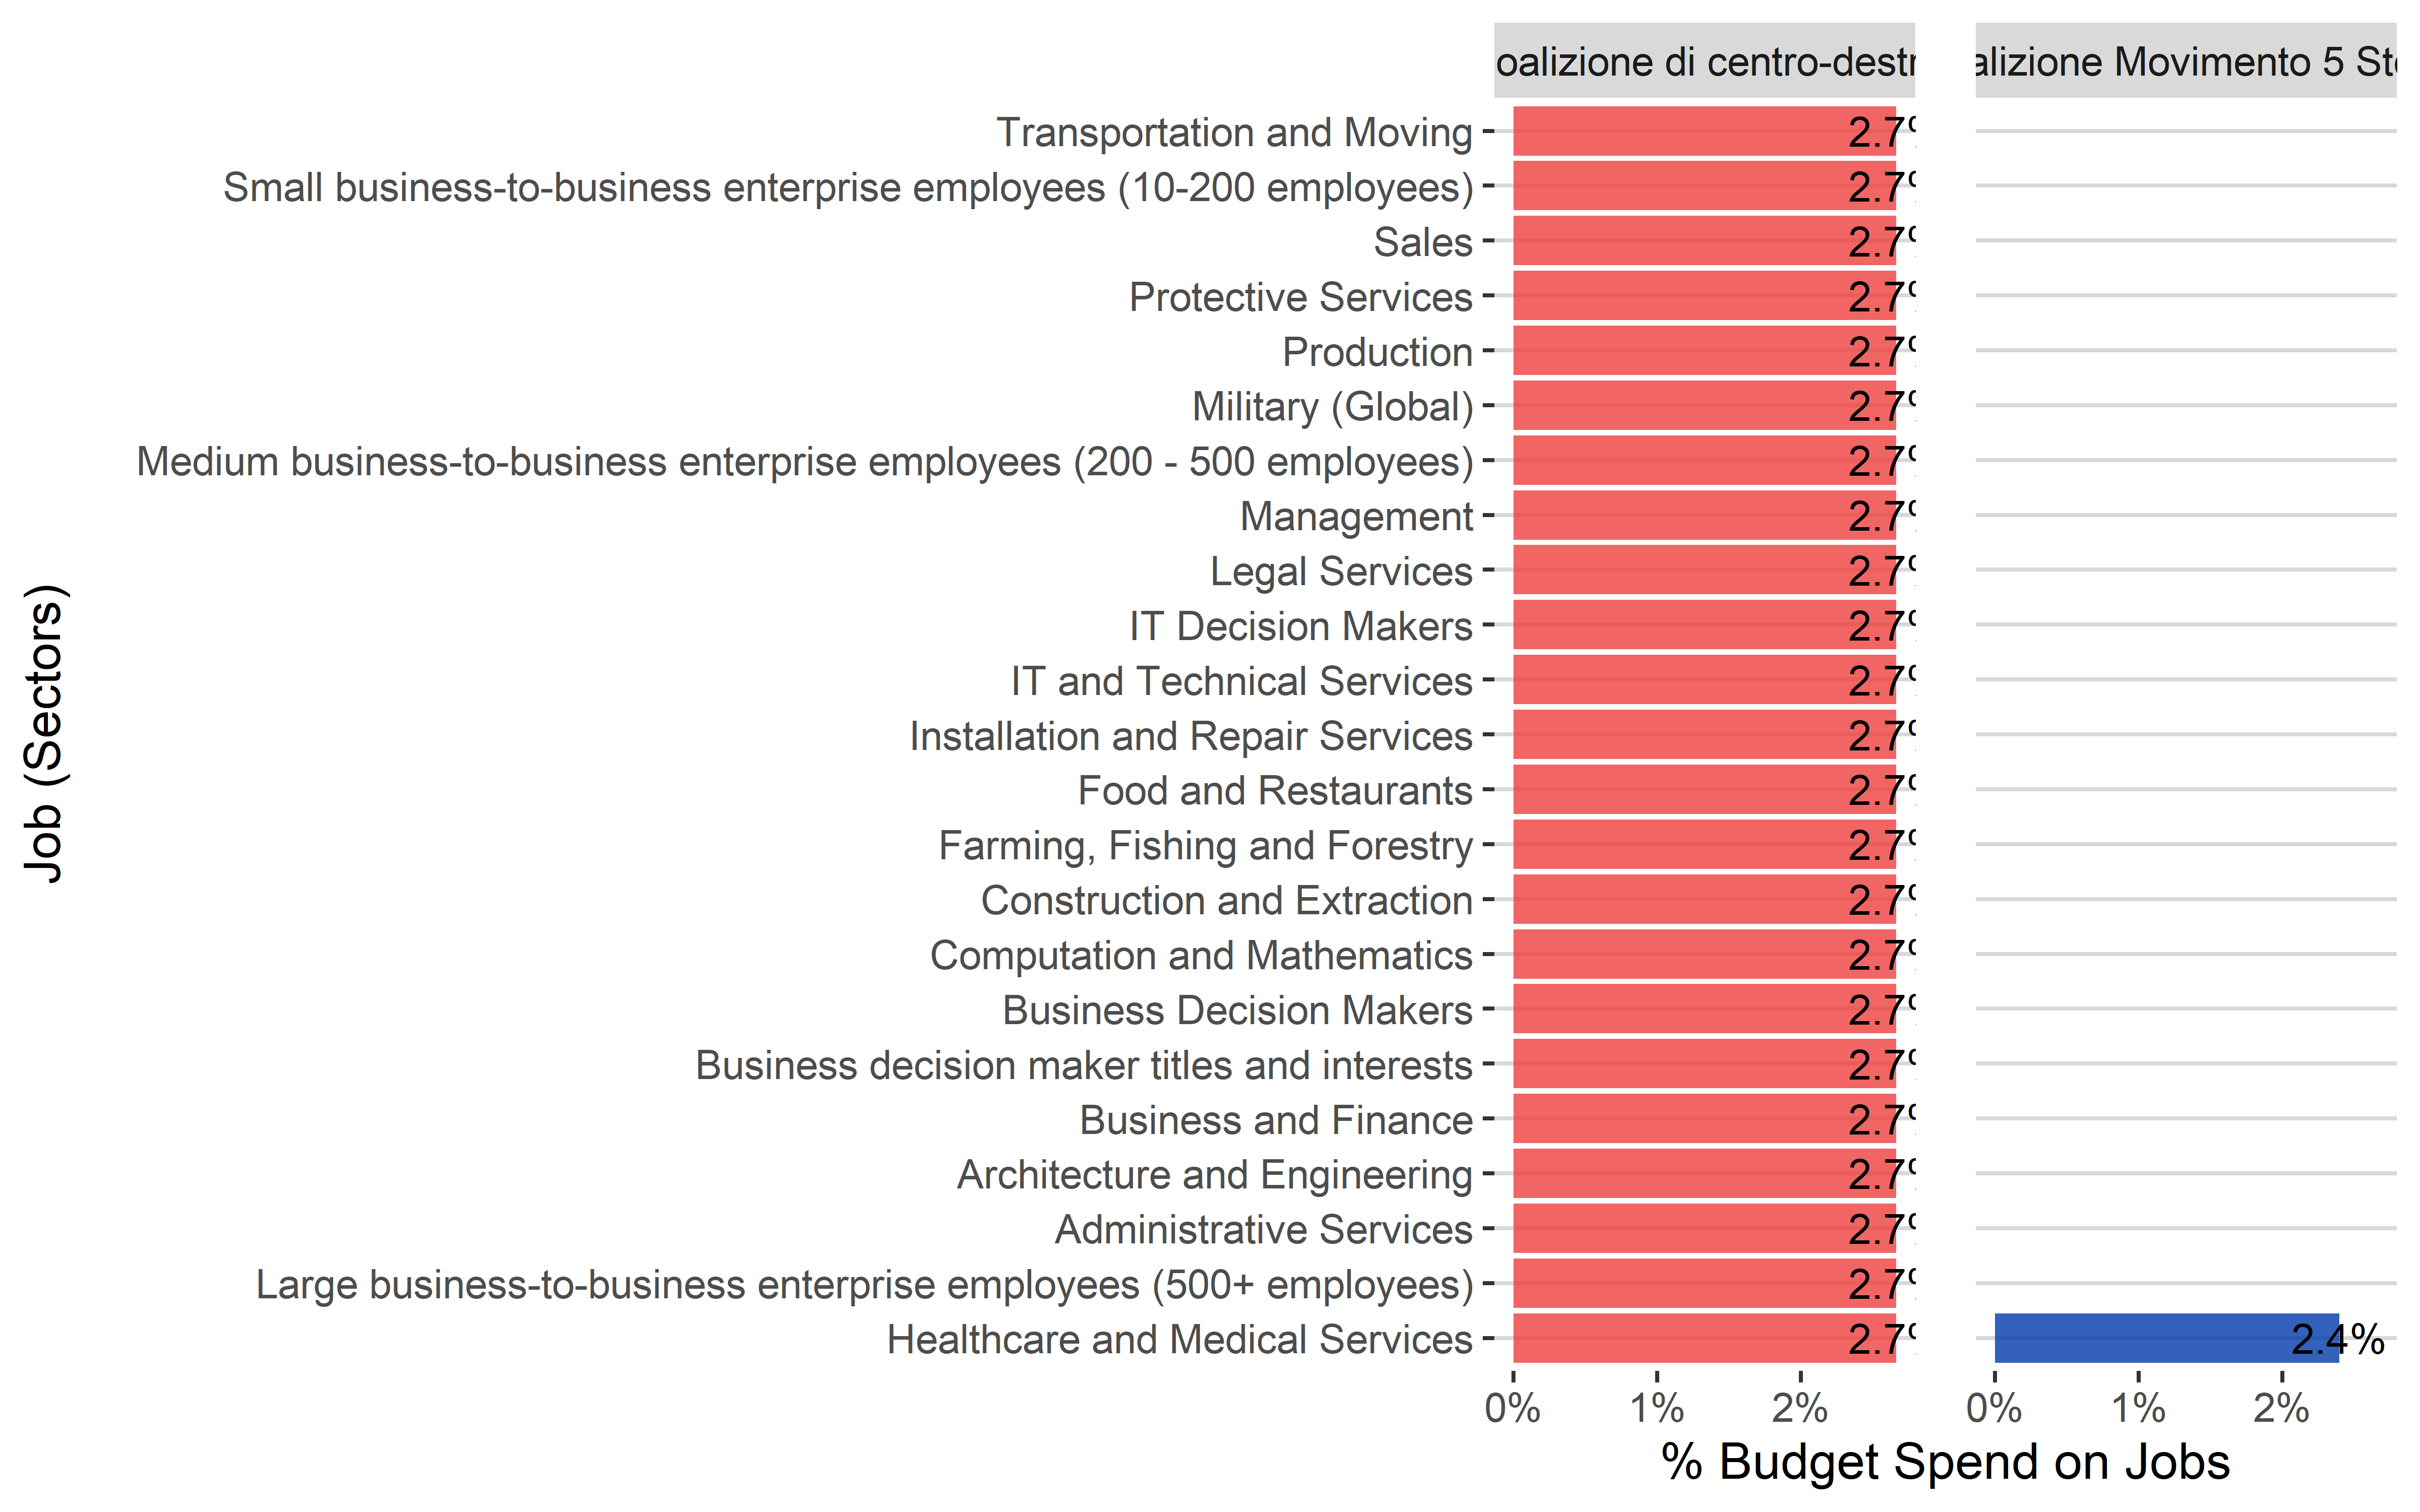 oalizione di centro-destr
alizione Movimento 5 Ste
Transportation and Moving 2.7%
Small business-to-business enterprise employees (10-200 employees) 2.7%
Sales 2.7%
Protective Services 2.7%
Production 2.7%
Military (Global) 2.7%
Medium business-to-business enterprise employees (200 - 500 employees) 2.7%
Management 2.7%
Legal Services 2.7%
IT Decision Makers 2.7%
IT and Technical Services 2.7%
Installation and Repair Services 2.7%
Food and Restaurants 2.7%
Farming, Fishing and Forestry 2.7%
Construction and Extraction 2.7%
Computation and Mathematics 2.7%
Business Decision Makers 2.7%
Business decision maker titles and interests 2.7%
Business and Finance 2.7%
Architecture and Engineering 2.7%
Administrative Services 2.7%
Large business-to-business enterprise employees (500+ employees) 2.7%
Healthcare and Medical Services 2.7% 2.4%
0% 1% 2% 0% 1% 2%
% Budget Spend on Jobs
Job (Sectors)